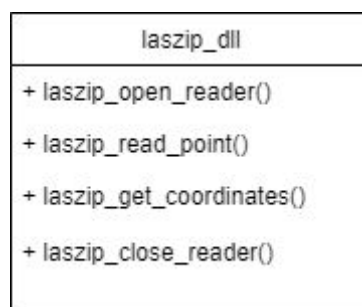 laszip_dll
+ laszip_open_reader()
+ laszip_read_point()
+ laszip_get_coordinates()
+ laszip_close_reader()